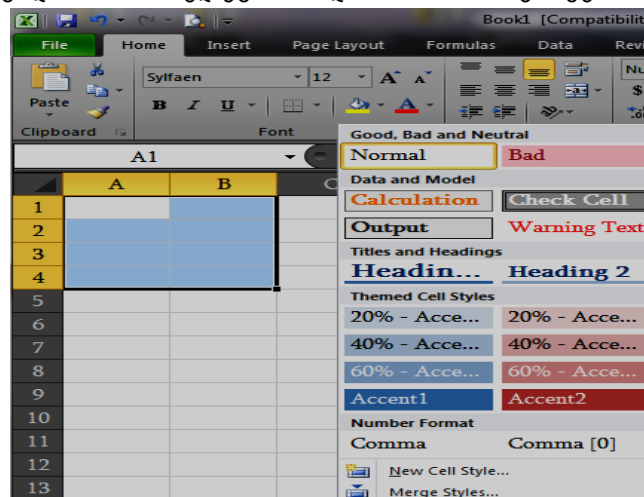 Book1 [Compatibilit
File Home Insert Page Layout Formulas Data Revi
Sylfaen 12 A A Nu
Paste B I U A $
Clipboard Font
A1 Good, Bad and Neutral
Normal Bad
A B C Data and Model
1 Calculation Check Cell
2 Output Warning Text
3 Titles and Headings
4 Headin... Heading 2
5 Themed Cell Styles
6 20% - Acce... 20% - Acce...
7 40% - Acce... 40% - Acce...
8 60% - Acce... 60% - Acce...
9 Accent1 Accent2
10 Number Format
11 Comma Comma [0]
12 New Cell Style...
13 Merge Styles...